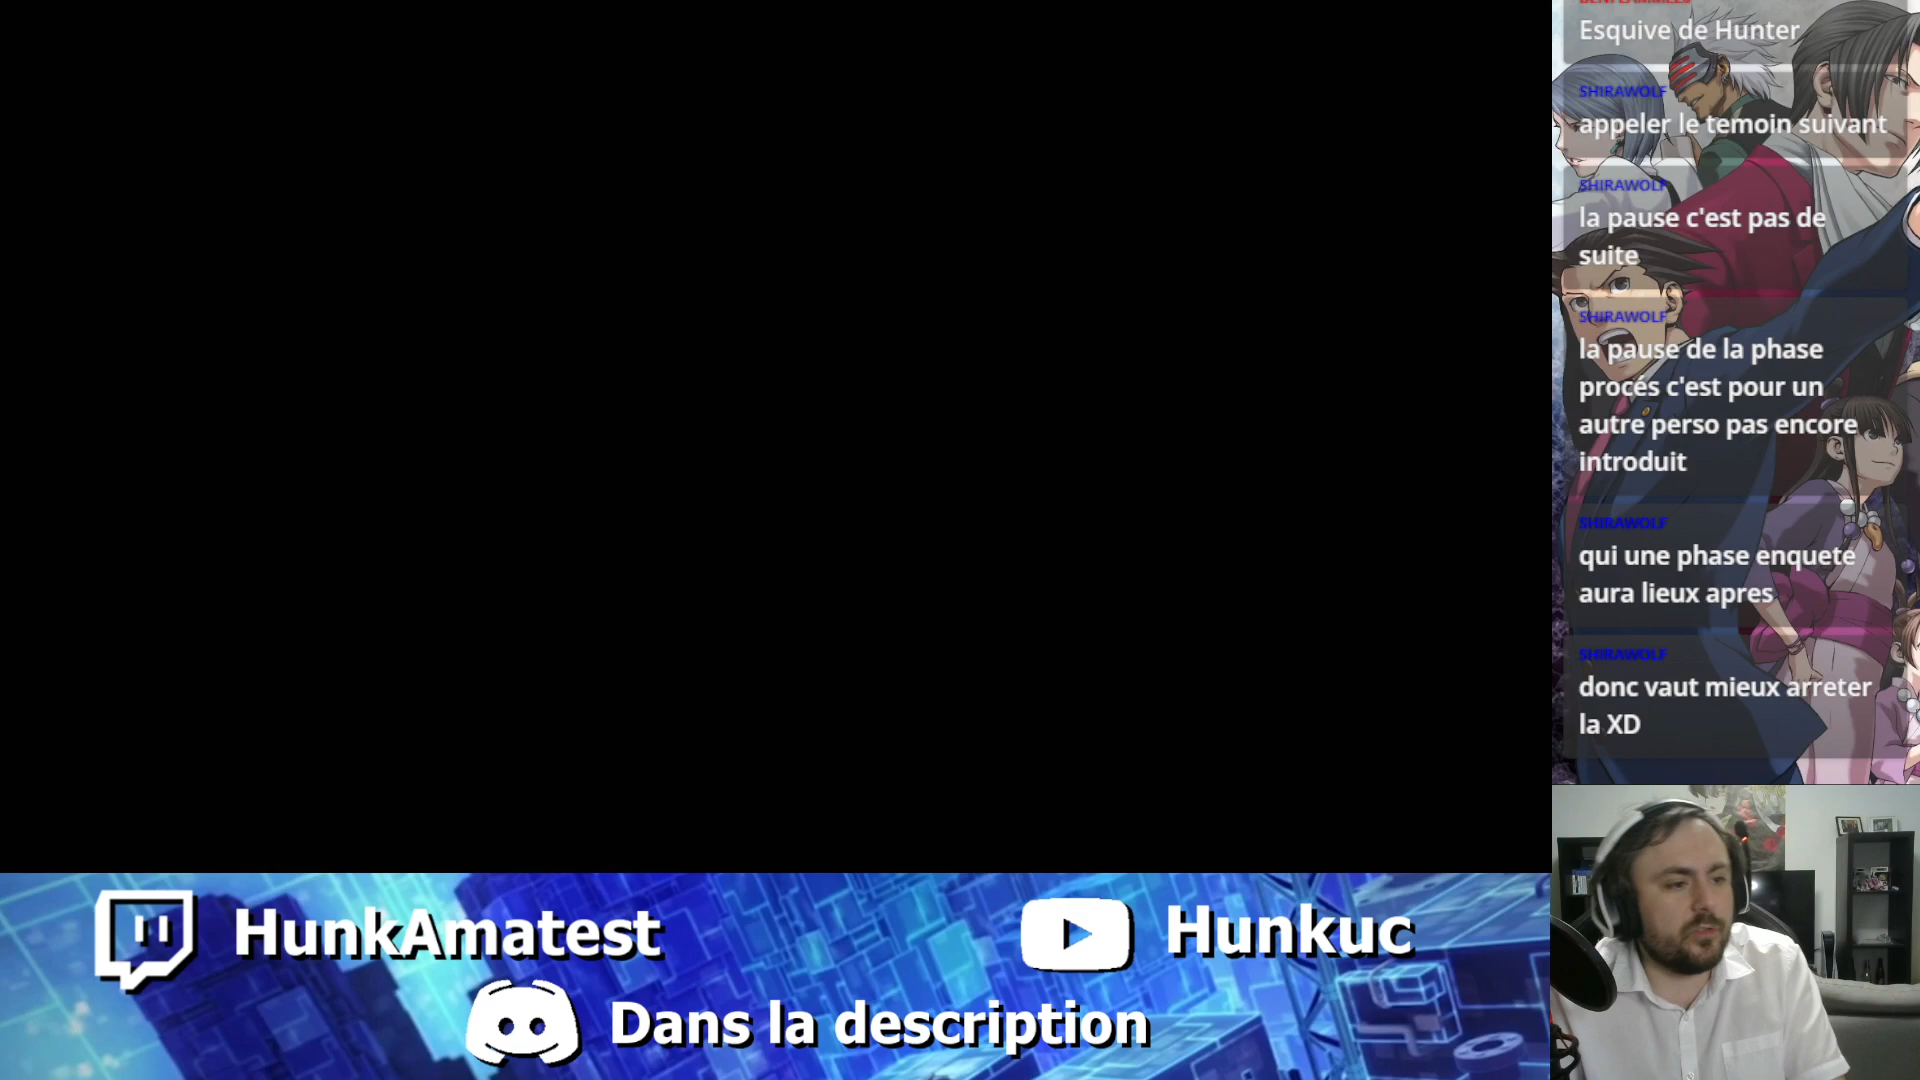 Esquive de Hunter
SHIRAWOLF
appeler le temoin suivant
SHIRAWOLF
la pause c'est pas de
suite
SHIRAWOLF
la pause de la phase
procés c'est pour un
autre perso pas encore
introduit
SHIRAWOLF
qui une phase enquete
aura lieux apres
SHIRAWOLF
donc vaut mieux arreter
la XD
HunkAmatest
Hunkuc
Dans la description